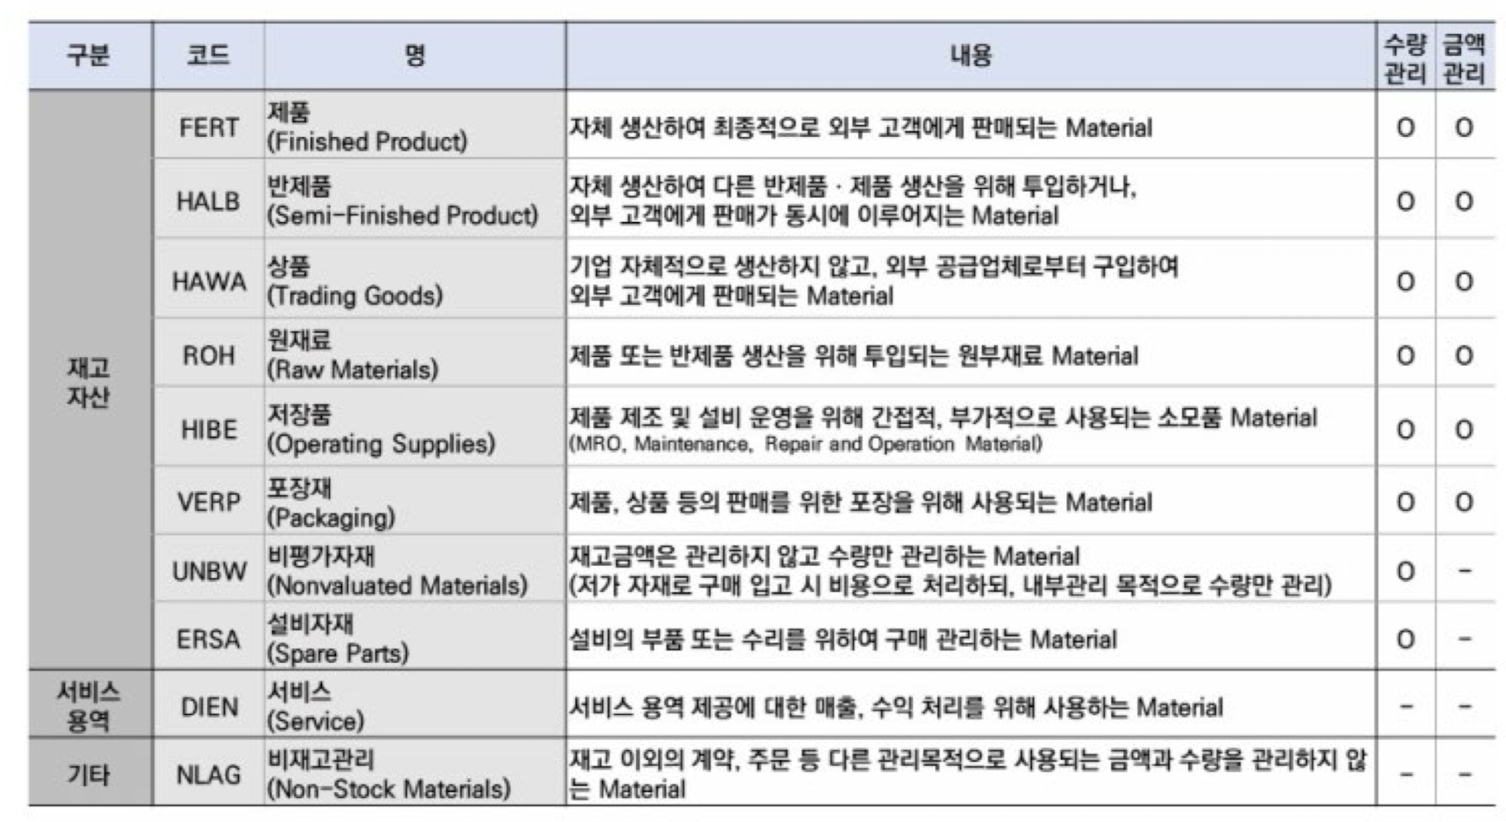 구분 코드 명 내용 수량 관리 금액 관리
재고 자산
FERT 제품 (Finished Product) 자체 생산하여 최종적으로 외부 고객에게 판매되는 Material O O
HALB 반제품 (Semi-Finished Product) 자체 생산하여 다른 반제품 · 제품 생산을 위해 투입하거나,
외부 고객에게 판매가 동시에 이루어지는 Material O O
HAWA 상품 (Trading Goods) 기업 자체적으로 생산하지 않고, 외부 공급업체로부터 구입하여
외부 고객에게 판매되는 Material O O
ROH 원재료 (Raw Materials) 제품 또는 반제품 생산을 위해 투입되는 원부재료 Material O O
HIBE 저장품 (Operating Supplies) 제품 제조 및 설비 운영을 위해 간접적, 부가적으로 사용되는 소모품 Material
(MRO, Maintenance, Repair and Operation Material) O O
VERP 포장재 (Packaging) 제품, 상품 등의 판매를 위한 포장을 위해 사용되는 Material O O
UNBW 비평가자재 (Nonvaluated Materials) 재고금액은 관리하지 않고 수량만 관리하는 Material
(저가 자재로 구매 입고 시 비용으로 처리하되, 내부관리 목적으로 수량만 관리) O -
ERSA 설비자재 (Spare Parts) 설비의 부품 또는 수리를 위하여 구매 관리하는 Material O -
서비스 용역 DIEN 서비스 (Service) 서비스 용역 제공에 대한 매출, 수익 처리를 위해 사용하는 Material - -
기타 NLAG 비재고관리 (Non-Stock Materials) 재고 이외의 계약, 주문 등 다른 관리목적으로 사용되는 금액과 수량을 관리하지 않
는 Material - -